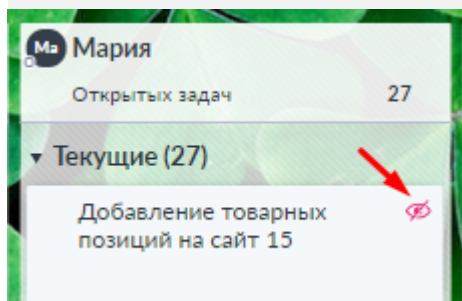 Ма Мария
Открытых задач 27
Текущие (27)
Добавление товарных
позиций на сайт 15